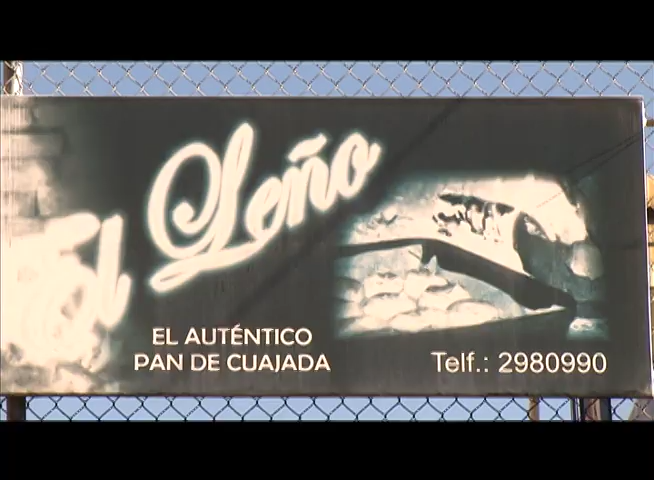 El Leño
EL AUTÉNTICO
PAN DE CUAJADA
Telf.: 2980990